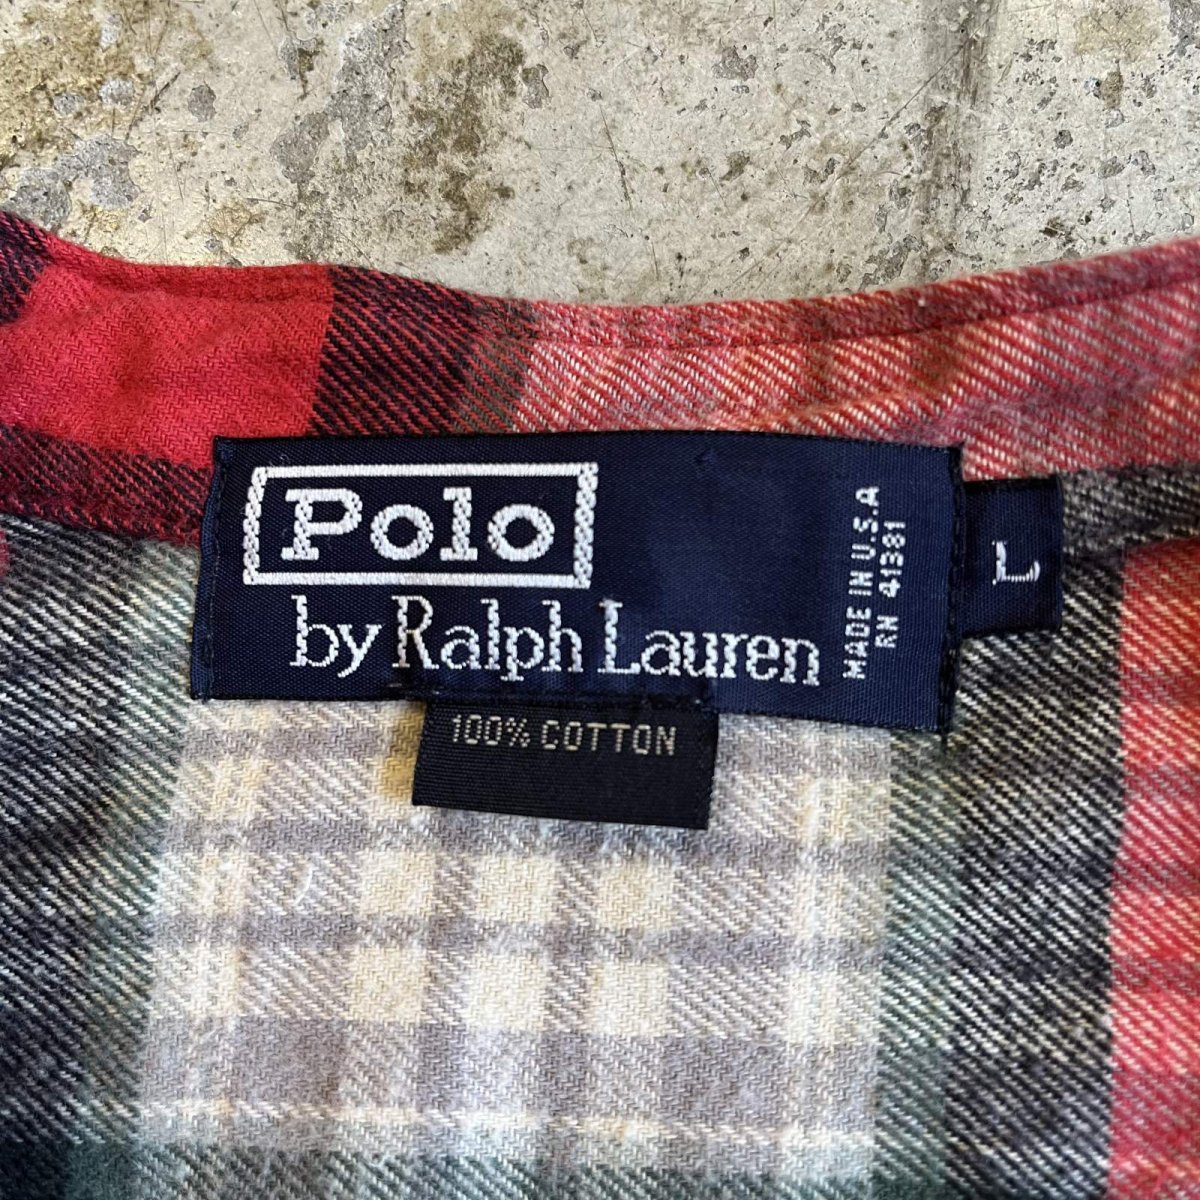 Polo
by Ralph Lauren
MADE IN U.S.A
RN 41381
L
100% COTTON